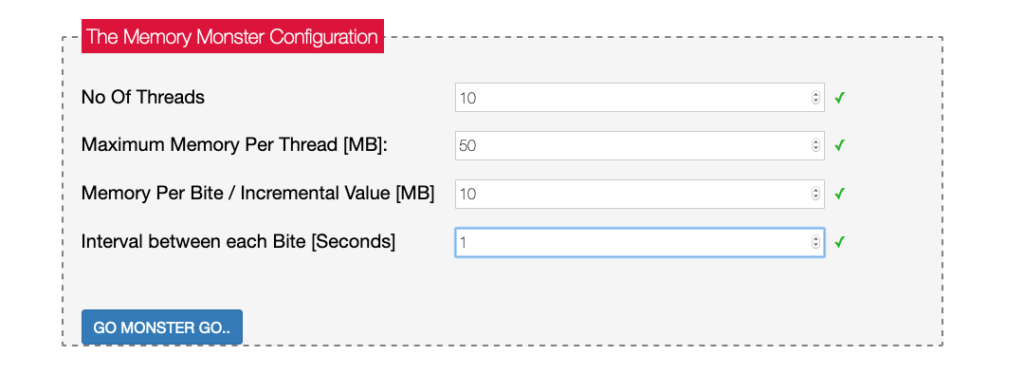 The Memory Monster Configuration
No Of Threads 10
Maximum Memory Per Thread [MB]: 50
Memory Per Bite / Incremental Value [MB] 10
Interval between each Bite [Seconds] 1
GO MONSTER GO..